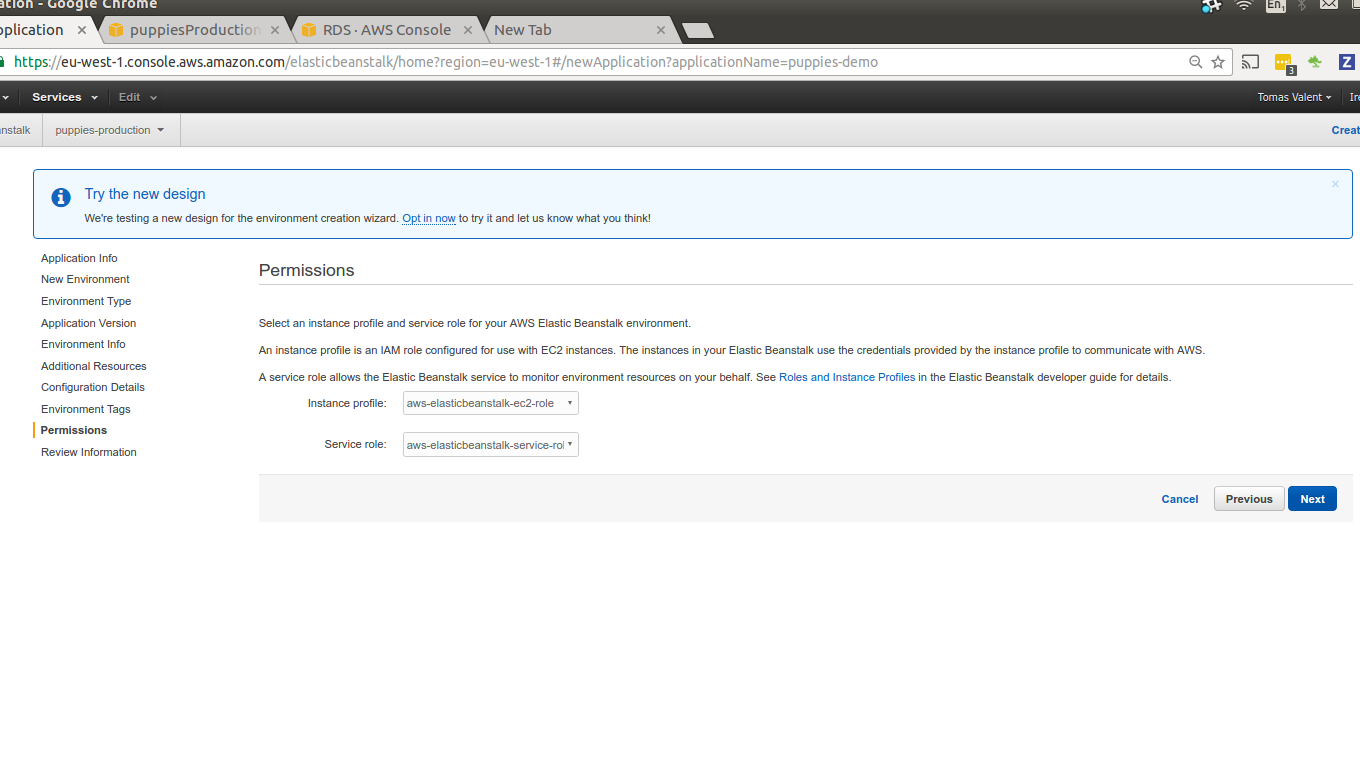 ation - Google Chrome
En1
pplication × puppiesProduction × RDS · AWS Console × New Tab ×
https://eu-west-1.console.aws.amazon.com/elasticbeanstalk/home?region=eu-west-1#/newApplication?applicationName=puppies-demo
3
Z
Services Edit Tomas Valent Ire
nstalk puppies-production Creat
Try the new design ×
We're testing a new design for the environment creation wizard. Opt in now to try it and let us know what you think!
Application Info
New Environment
Environment Type
Application Version
Environment Info
Additional Resources
Configuration Details
Environment Tags
Permissions
Review Information
Permissions
Select an instance profile and service role for your AWS Elastic Beanstalk environment.
An instance profile is an IAM role configured for use with EC2 instances. The instances in your Elastic Beanstalk use the credentials provided by the instance profile to communicate with AWS.
A service role allows the Elastic Beanstalk service to monitor environment resources on your behalf. See Roles and Instance Profiles in the Elastic Beanstalk developer guide for details.
Instance profile: aws-elasticbeanstalk-ec2-role
Service role: aws-elasticbeanstalk-service-rol
Cancel Previous Next